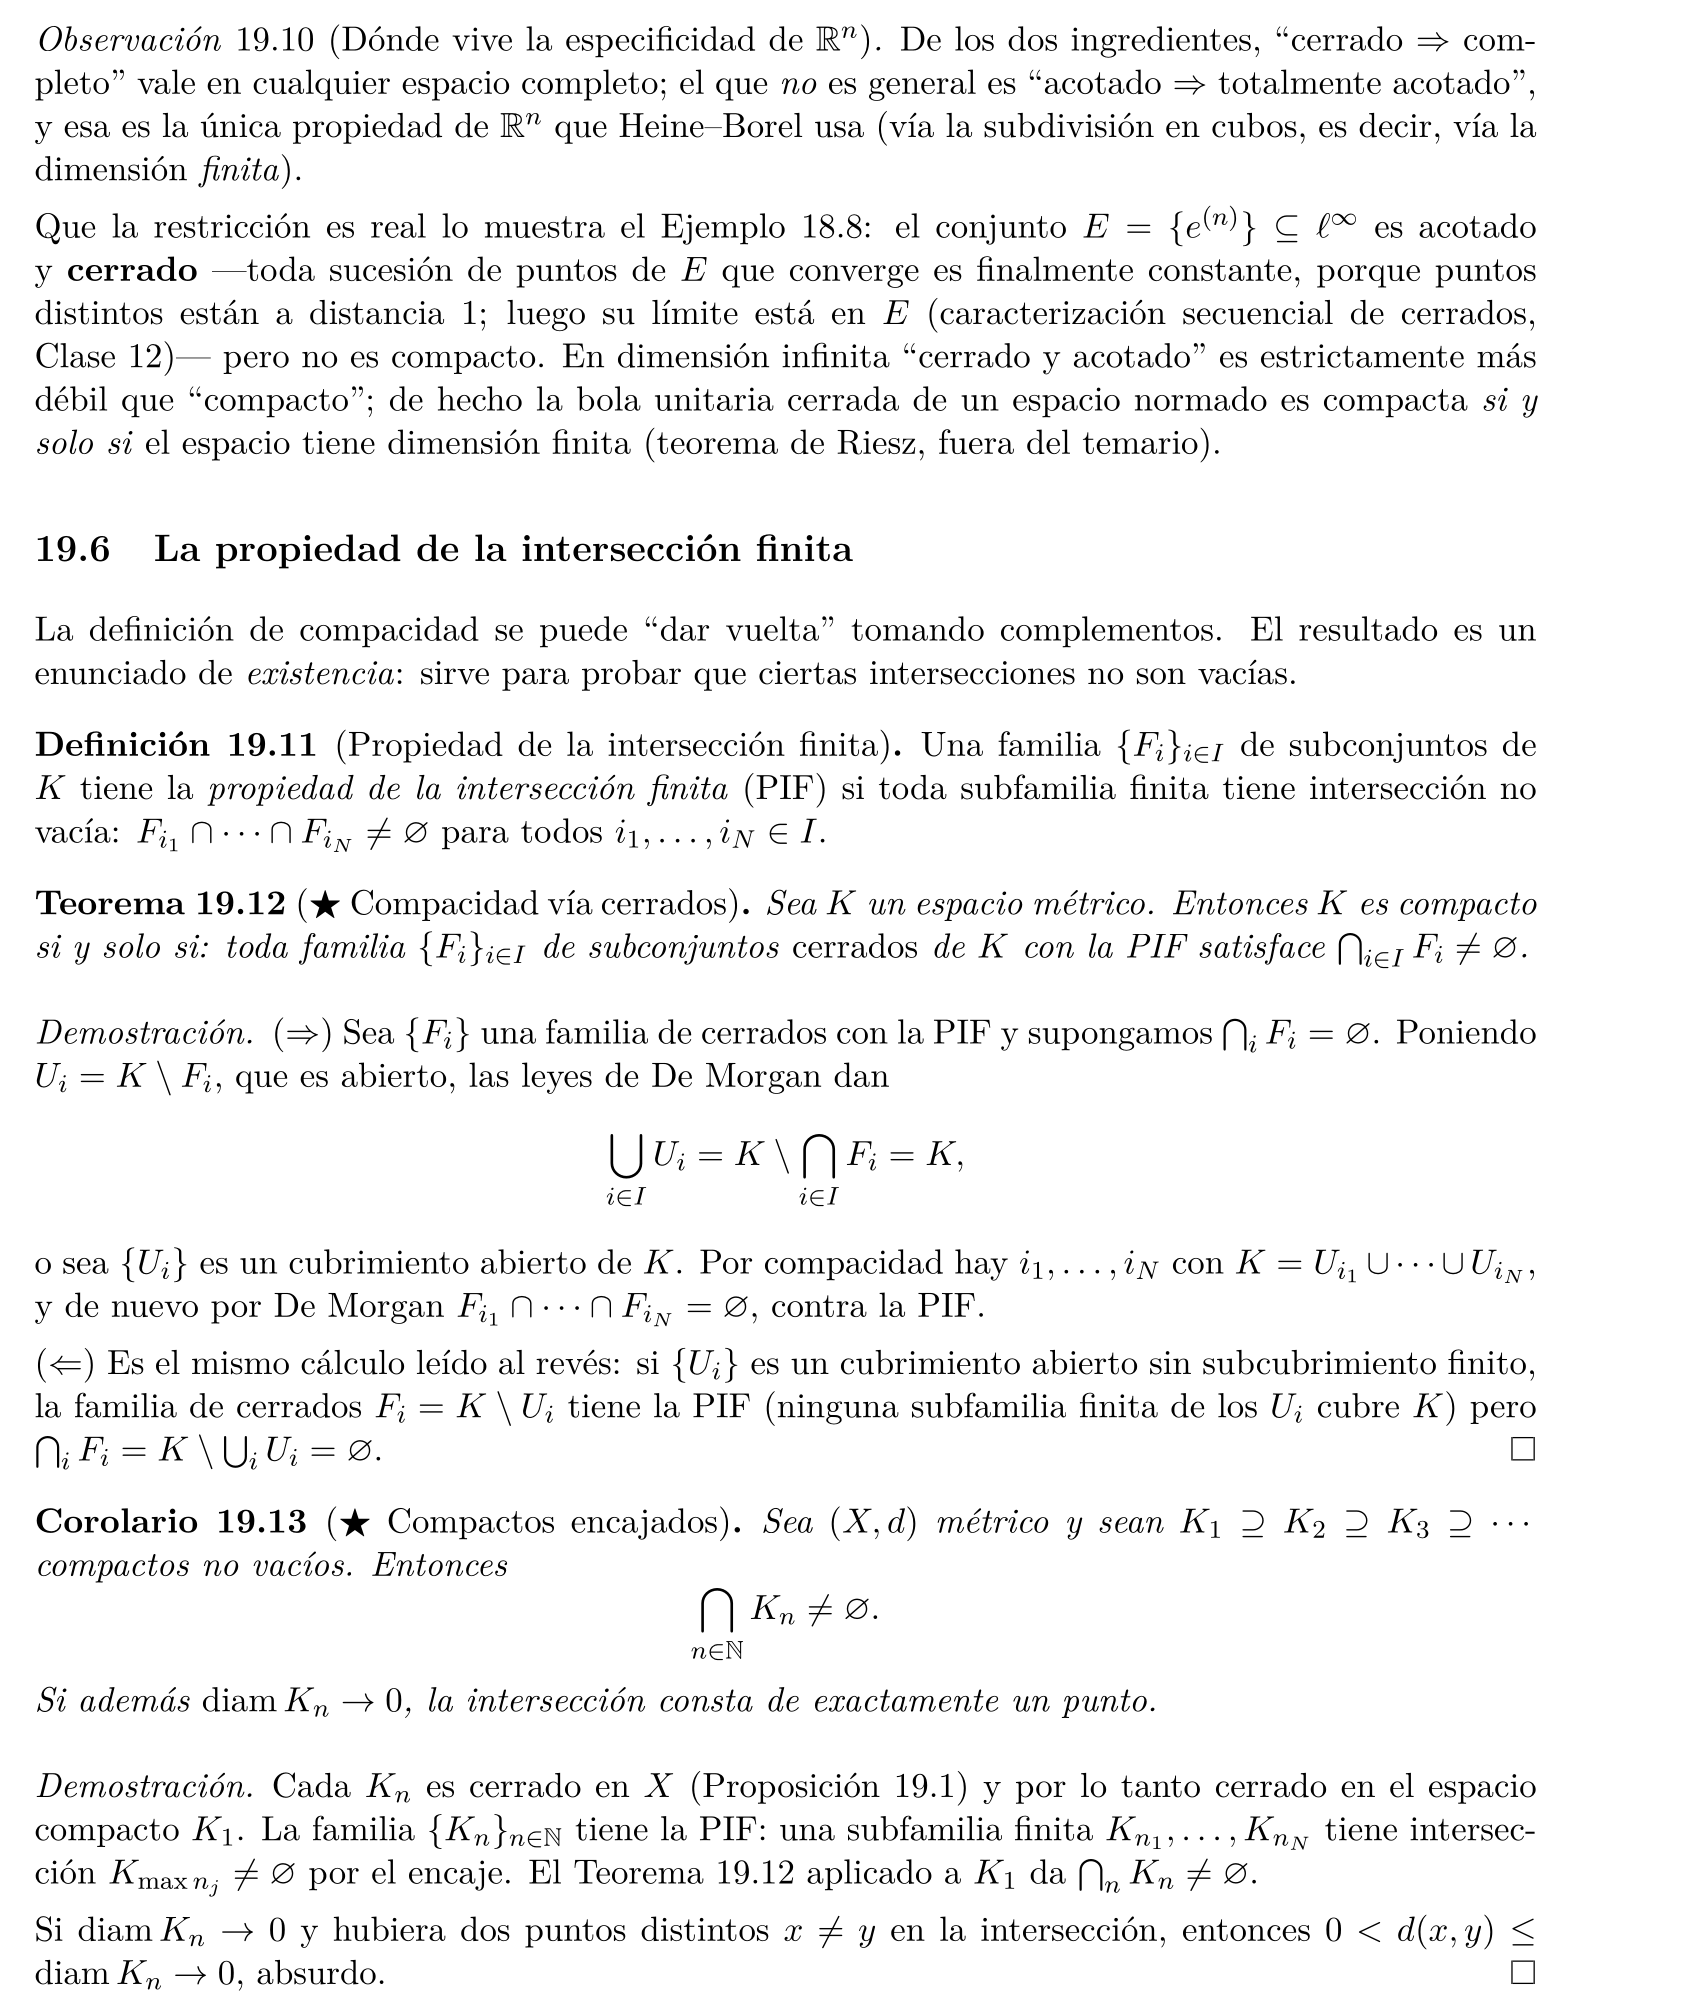 Observación 19.10 (Dónde vive la especificidad de ℝⁿ). De los dos ingredientes, “cerrado ⇒ com-
pleto” vale en cualquier espacio completo; el que no es general es “acotado ⇒ totalmente acotado”,
y esa es la única propiedad de ℝⁿ que Heine–Borel usa (vía la subdivisión en cubos, es decir, vía la
dimensión finita).
Que la restricción es real lo muestra el Ejemplo 18.8: el conjunto E = {e⁽ⁿ⁾} ⊆ ℓ^∞ es acotado
y cerrado —toda sucesión de puntos de E que converge es finalmente constante, porque puntos
distintos están a distancia 1; luego su límite está en E (caracterización secuencial de cerrados,
Clase 12)— pero no es compacto. En dimensión infinita “cerrado y acotado” es estrictamente más
débil que “compacto”; de hecho la bola unitaria cerrada de un espacio normado es compacta si y
solo si el espacio tiene dimensión finita (teorema de Riesz, fuera del temario).
19.6 La propiedad de la intersección finita
La definición de compacidad se puede “dar vuelta” tomando complementos. El resultado es un
enunciado de existencia: sirve para probar que ciertas intersecciones no son vacías.
Definición 19.11 (Propiedad de la intersección finita). Una familia {F_i}_{i∈I} de subconjuntos de
K tiene la propiedad de la intersección finita (PIF) si toda subfamilia finita tiene intersección no
vacía: F_{i_1} ∩ ⋯ ∩ F_{i_N} ≠ ∅ para todos i_1, …, i_N ∈ I.
Teorema 19.12 (★ Compacidad vía cerrados). Sea K un espacio métrico. Entonces K es compacto
si y solo si: toda familia {F_i}_{i∈I} de subconjuntos cerrados de K con la PIF satisface ⋂_{i∈I} F_i ≠ ∅.
Demostración. (⇒) Sea {F_i} una familia de cerrados con la PIF y supongamos ⋂_i F_i = ∅. Poniendo
U_i = K \ F_i, que es abierto, las leyes de De Morgan dan
⋃_{i∈I} U_i = K \ ⋂_{i∈I} F_i = K,
o sea {U_i} es un cubrimiento abierto de K. Por compacidad hay i_1, …, i_N con K = U_{i_1} ∪ ⋯ ∪ U_{i_N},
y de nuevo por De Morgan F_{i_1} ∩ ⋯ ∩ F_{i_N} = ∅, contra la PIF.
(⇐) Es el mismo cálculo leído al revés: si {U_i} es un cubrimiento abierto sin subcubrimiento finito,
la familia de cerrados F_i = K \ U_i tiene la PIF (ninguna subfamilia finita de los U_i cubre K) pero
⋂_i F_i = K \ ⋃_i U_i = ∅. □
Corolario 19.13 (★ Compactos encajados). Sea (X, d) métrico y sean K_1 ⊇ K_2 ⊇ K_3 ⊇ ⋯
compactos no vacíos. Entonces
⋂_{n∈ℕ} K_n ≠ ∅.
Si además diam K_n → 0, la intersección consta de exactamente un punto.
Demostración. Cada K_n es cerrado en X (Proposición 19.1) y por lo tanto cerrado en el espacio
compacto K_1. La familia {K_n}_{n∈ℕ} tiene la PIF: una subfamilia finita K_{n_1}, …, K_{n_N} tiene intersec-
ción K_{max n_j} ≠ ∅ por el encaje. El Teorema 19.12 aplicado a K_1 da ⋂_n K_n ≠ ∅.
Si diam K_n → 0 y hubiera dos puntos distintos x ≠ y en la intersección, entonces 0 < d(x, y) ≤
diam K_n → 0, absurdo. □